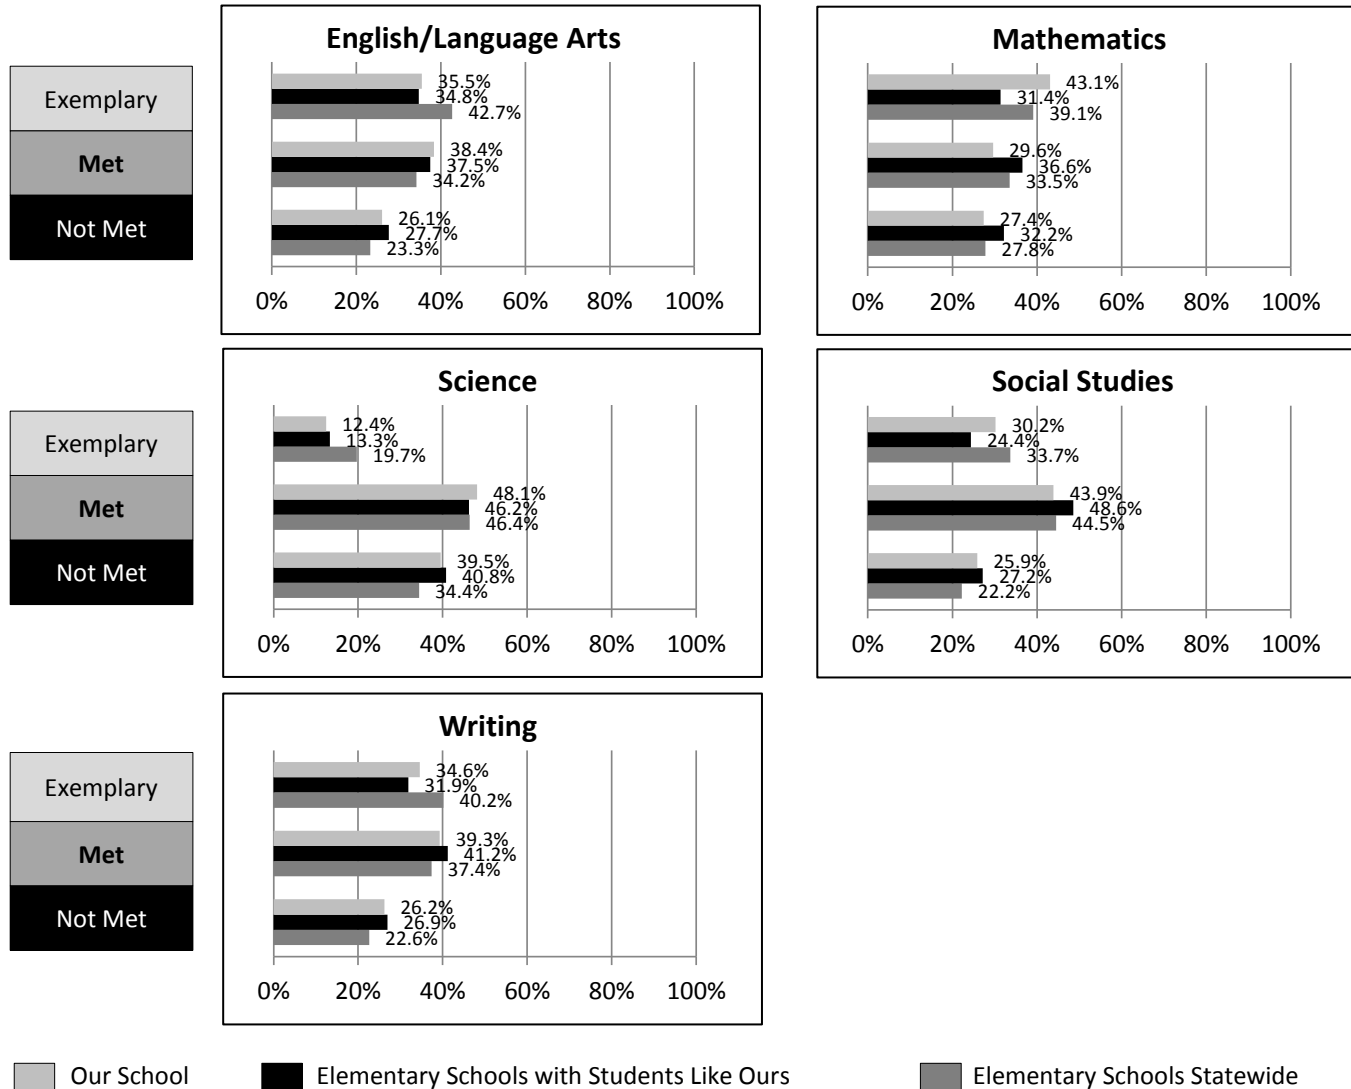 English/Language Arts
Exemplary
Met
Not Met
35.5%
34.8%
42.7%
38.4%
37.5%
34.2%
26.1%
27.7%
23.3%
0% 20% 40% 60% 80% 100%
Mathematics
43.1%
31.4%
39.1%
29.6%
36.6%
33.5%
27.4%
32.2%
27.8%
0% 20% 40% 60% 80% 100%
Science
Exemplary
Met
Not Met
12.4%
13.3%
19.7%
48.1%
46.2%
46.4%
39.5%
40.8%
34.4%
0% 20% 40% 60% 80% 100%
Social Studies
30.2%
24.4%
33.7%
43.9%
48.6%
44.5%
25.9%
27.2%
22.2%
0% 20% 40% 60% 80% 100%
Writing
Exemplary
Met
Not Met
34.6%
31.9%
40.2%
39.3%
41.2%
37.4%
26.2%
26.9%
22.6%
0% 20% 40% 60% 80% 100%
Our School Elementary Schools with Students Like Ours Elementary Schools Statewide